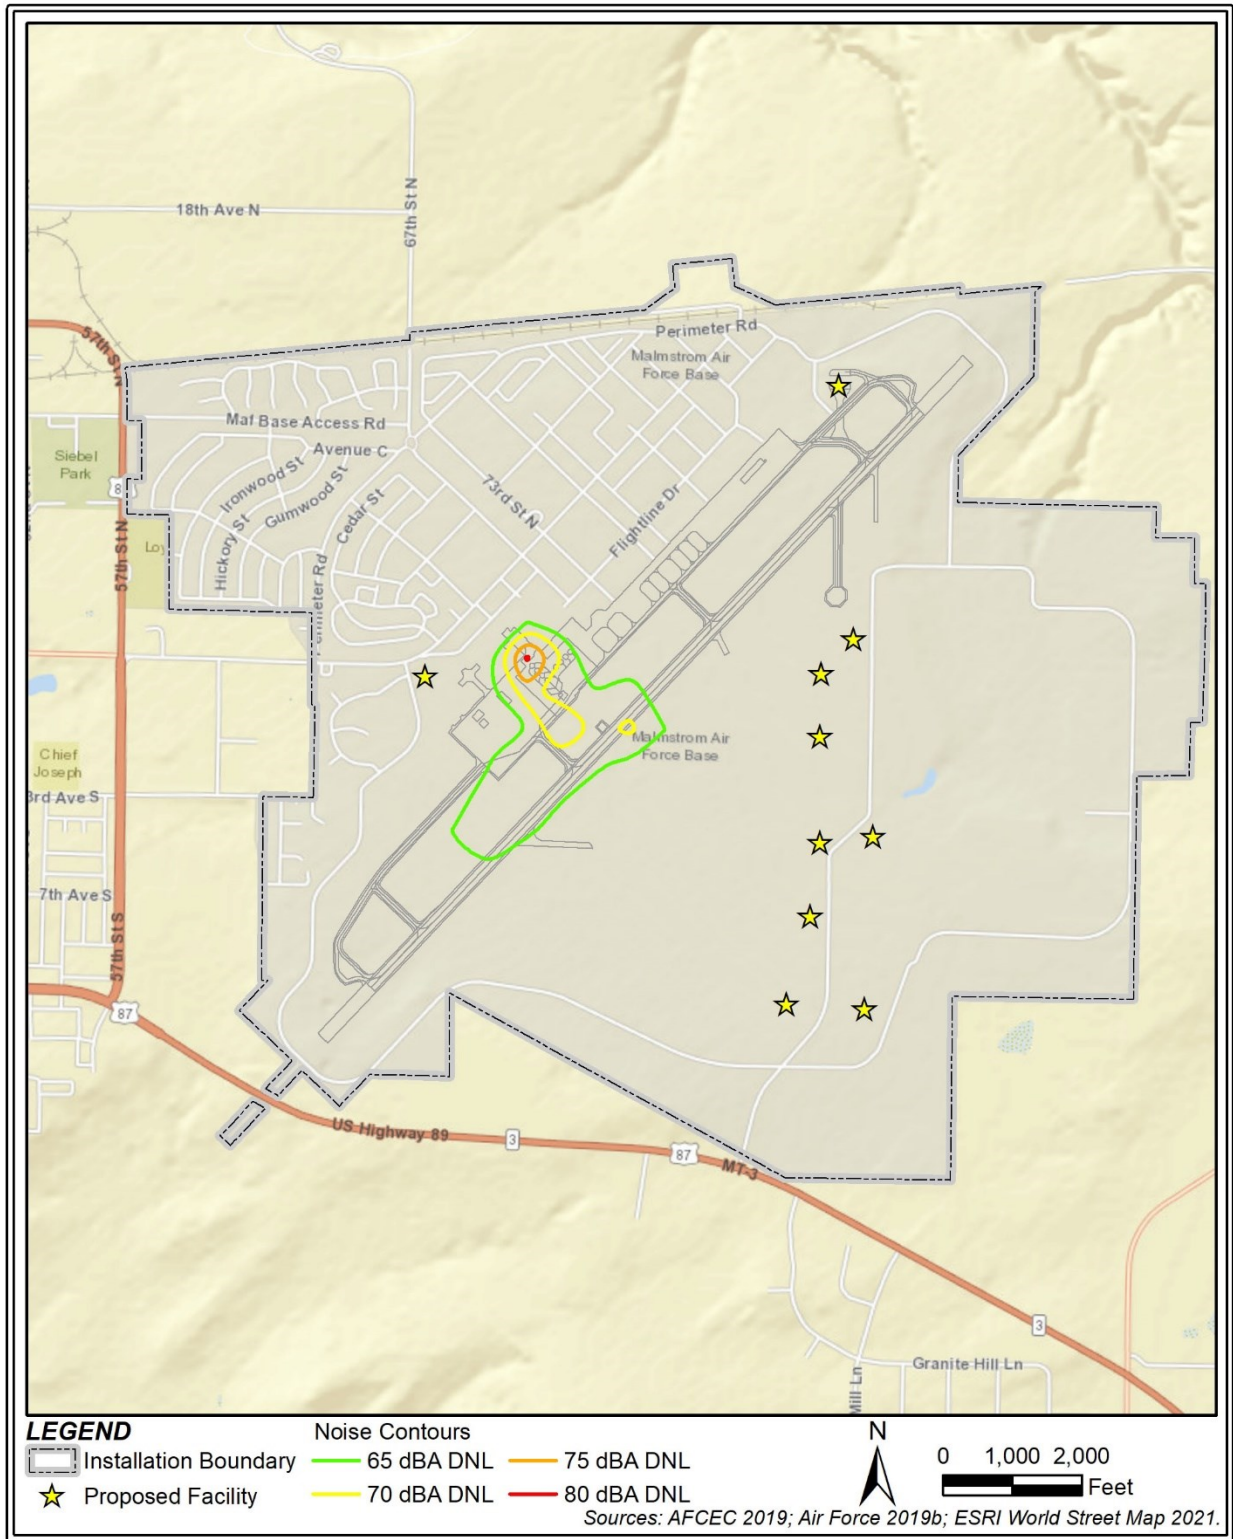 18th Ave N
67th St N
57th St N
Perimeter Rd
Malmstrom Air
Force Base
Maf Base Access Rd
Avenue C
Siebel
Park
Ironwood St
Gumwood St
Cedar St
Hickory St
73rd St N
Flightline Dr
8
57th St N
Loy
imeter Rd
Malmstrom Air
Force Base
Chief
Joseph
3rd Ave S
7th Ave S
57th St S
87
US Highway 89
3
87
MT-3
3
Granite Hill Ln
Mill Ln
LEGEND
Installation Boundary
Proposed Facility
Noise Contours
65 dBA DNL
75 dBA DNL
70 dBA DNL
80 dBA DNL
N
0 1,000 2,000
Feet
Sources: AFCEC 2019; Air Force 2019b; ESRI World Street Map 2021.